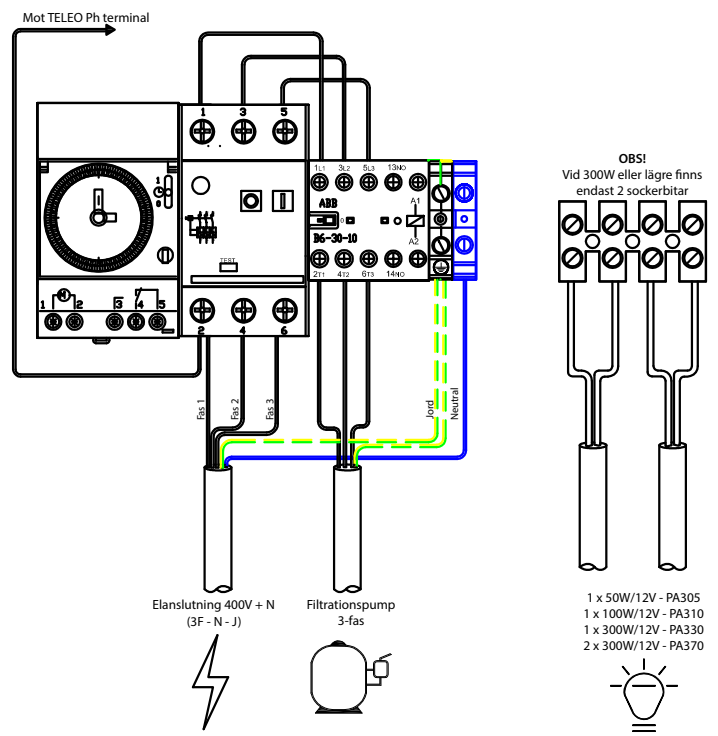 Mot TELEO Ph terminal
1 3 5
1L1 3L2 5L3 13NO
ABB
A1
1
0
0
B6-30-10
A2
TEST
2T1 4T2 6T3 14NO
1 2 3 4 5
2 4 6
Fas 1
Fas 2
Fas 3
Jord
Neutral
Elanslutning 400V + N
(3F - N - J)
Filtrationspump
3-fas
OBS!
Vid 300W eller lägre finns
endast 2 sockerbitar
1 x 50W/12V - PA305
1 x 100W/12V - PA310
1 x 300W/12V - PA330
2 x 300W/12V - PA370